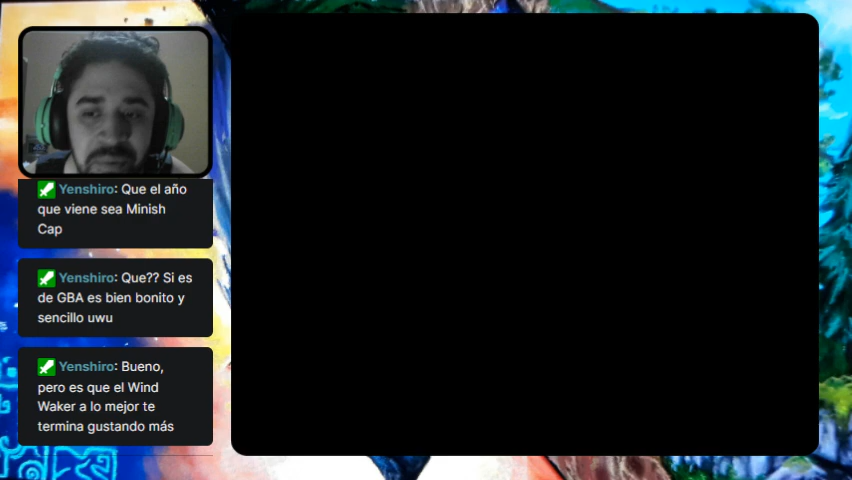 Yenshiro: Que el año
que viene sea Minish
Cap
Yenshiro: Que?? Si es
de GBA es bien bonito y
sencillo uwu
Yenshiro: Bueno,
pero es que el Wind
Waker a lo mejor te
termina gustando más